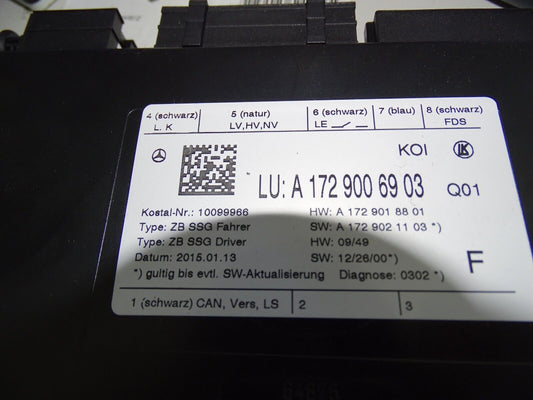 4 (schwarz) 5 (natur) 6 (schwarz) 7 (blau) 8 (schwarz)
L. K LV,HV,NV LE FDS
KOI
LU: A 172 900 69 03 Q01
Kostal-Nr.: 10099966 HW: A 172 901 88 01
Type: ZB SSG Fahrer SW: A 172 902 11 03 *)
Type: ZB SSG Driver HW: 09/49
Datum: 2015.01.13 SW: 12/26/00*)
*) gultig bis evtl. SW-Aktualisierung Diagnose: 0302 *)
F
1 (schwarz) CAN, Vers, LS 2 3